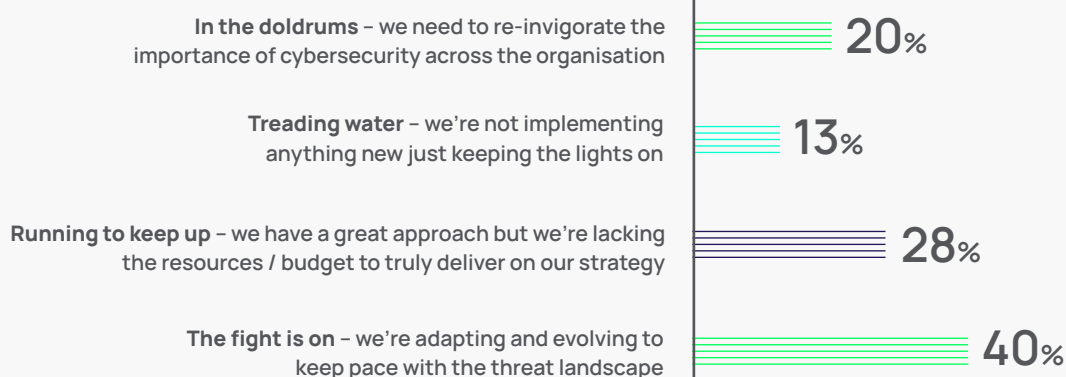 In the doldrums – we need to re-invigorate the
importance of cybersecurity across the organisation
20%
Treading water – we're not implementing
anything new just keeping the lights on
13%
Running to keep up – we have a great approach but we're lacking
the resources / budget to truly deliver on our strategy
28%
The fight is on – we're adapting and evolving to
keep pace with the threat landscape
40%